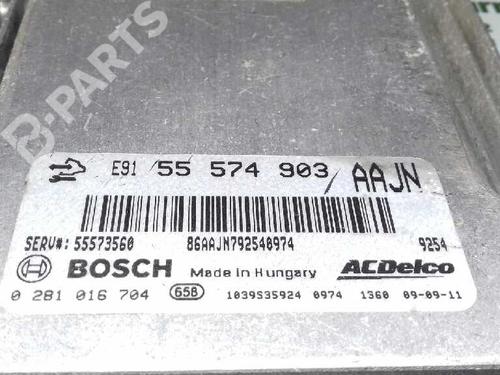 B-PARTS
E91 55 574 903 / AAJN
SERV#: 55573560 86AAJN792540974 9254
BOSCH Made in Hungary ACDelco
0 281 016 704 658 1039S35924 0974 1360 09-09-11